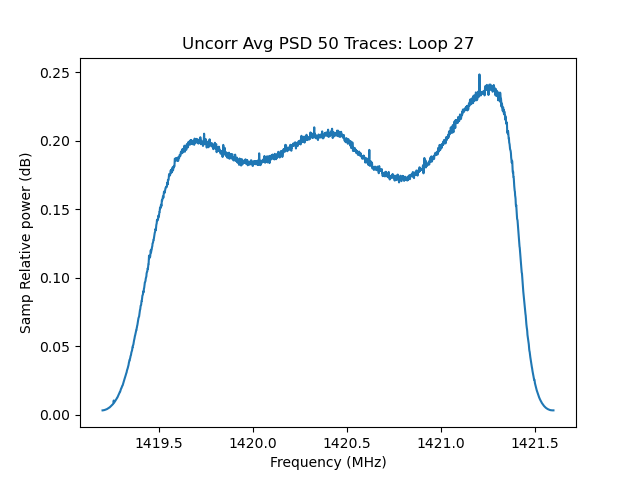 Uncorr Avg PSD 50 Traces: Loop 27
0.25
0.20
0.15
0.10
0.05
0.00
Samp Relative power (dB)
1419.5 1420.0 1420.5 1421.0 1421.5
Frequency (MHz)